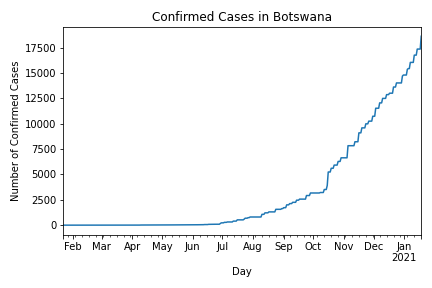 Confirmed Cases in Botswana
Number of Confirmed Cases
17500
15000
12500
10000
7500
5000
2500
0
Feb Mar Apr May Jun Jul Aug Sep Oct Nov Dec Jan
2021
Day